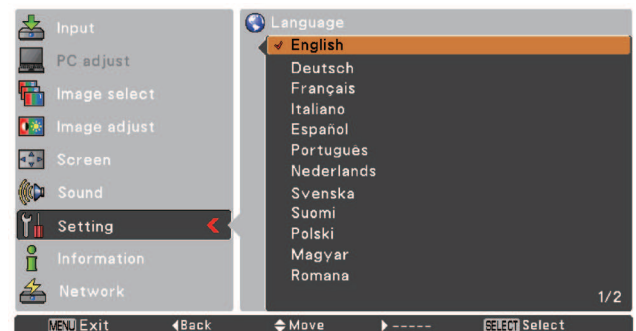 Input
PC adjust
Image select
Image adjust
Screen
Sound
Setting
Information
Network
Language
English
Deutsch
Français
Italiano
Español
Português
Nederlands
Svenska
Suomi
Polski
Magyar
Romana
1/2
MENU Exit ◀Back Move ▶ ----- SELECT Select